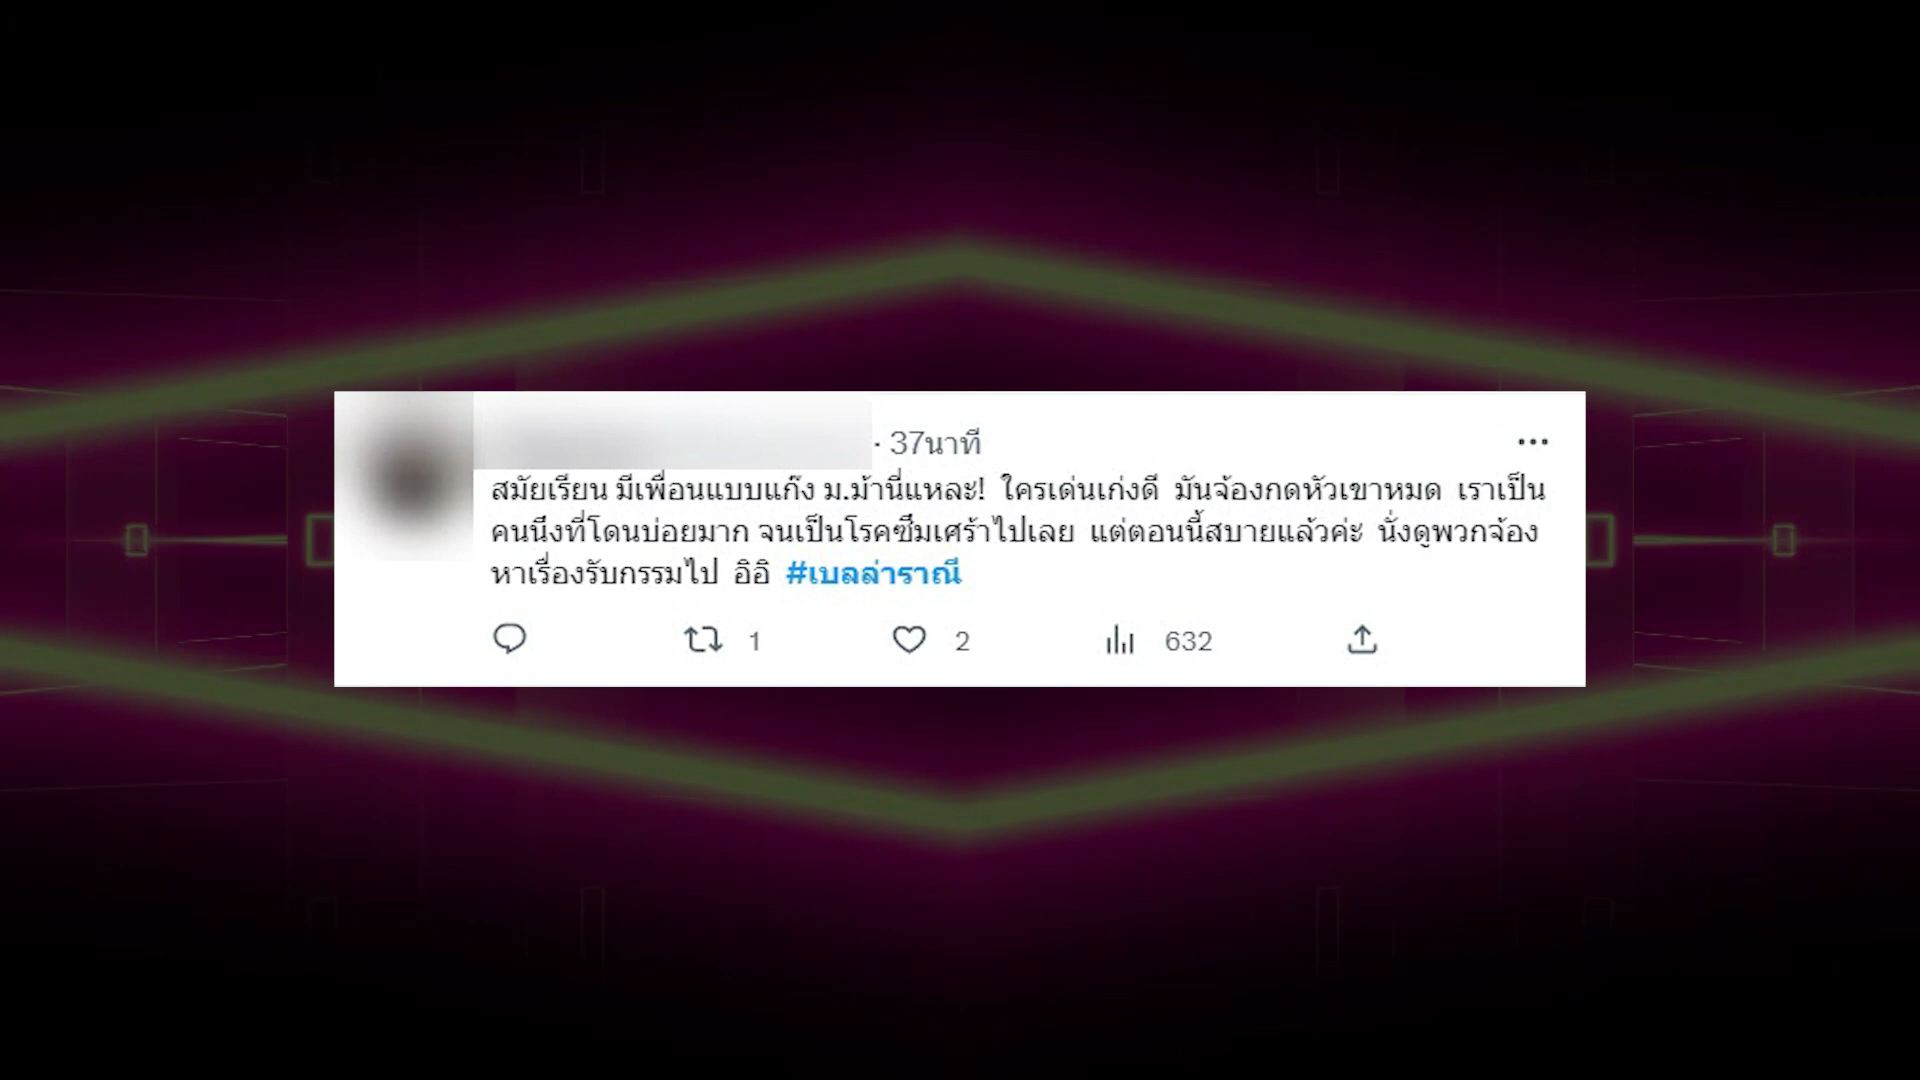 · 37นาที
สมัยเรียน มีเพื่อนแบบแก๊ง ม.ม้านี่แหละ! ใครเด่นเก่งดี มันจ้องกดหัวเขาหมด เราเป็น
คนนึงที่โดนบ่อยมาก จนเป็นโรคซึมเศร้าไปเลย แต่ตอนนี้สบายแล้วค่ะ นั่งดูพวกจ้อง
หาเรื่องรับกรรมไป อิอิ #เบลล่าราณี
1 2 632